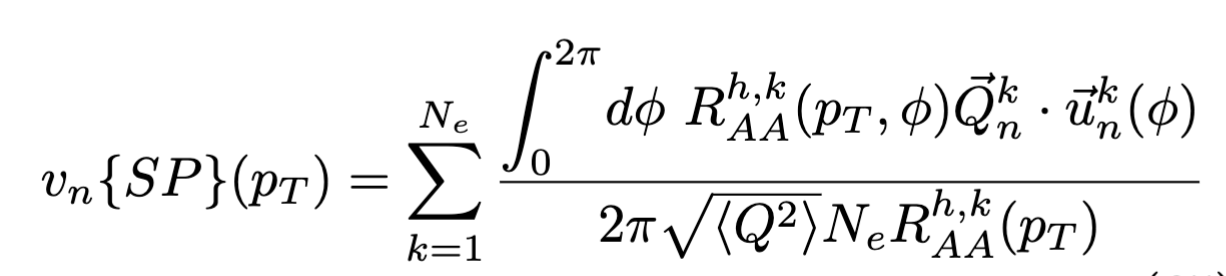 $$v_n\{SP\}(p_T) = \sum_{k=1}^{N_e} \frac{\int_0^{2\pi} d\phi \ R_{AA}^{h,k}(p_T, \phi) \vec{Q}_n^k \cdot \vec{u}_n^k(\phi)}{2\pi \sqrt{\langle Q^2 \rangle} N_e R_{AA}^{h,k}(p_T)}$$